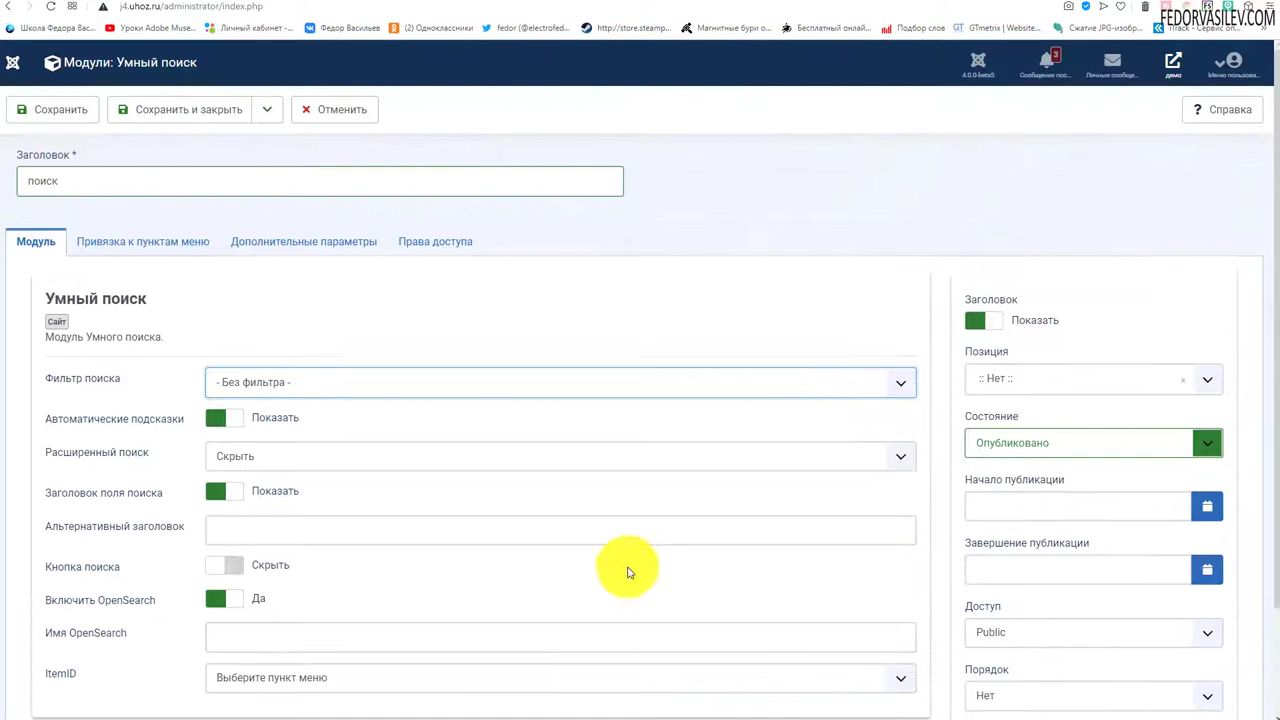 j4.uhoz.ru/administrator/index.php
FEDORVASILEV.COM
Школа Федора Вас...
Уроки Adobe Muse...
Личный кабинет -...
Федор Васильев
(2) Одноклассники
fedor (@electrofed...
http://store.steamp...
Магнитные бури о...
Бесплатный онлай...
Подбор слов
GTmetrix | Website...
Сжатие JPG-изобр...
iTrack - Сервис оп...
Модули: Умный поиск
3
4.0.0-beta5
Сообщения пос...
Личные сообще...
демо
Меню пользова...
Сохранить
Сохранить и закрыть
Отменить
? Справка
Заголовок *
поиск
Модуль
Привязка к пунктам меню
Дополнительные параметры
Права доступа
Умный поиск
Сайт
Модуль Умного поиска.
Фильтр поиска
- Без фильтра -
Автоматические подсказки
Показать
Расширенный поиск
Скрыть
Заголовок поля поиска
Показать
Альтернативный заголовок
Кнопка поиска
Скрыть
Включить OpenSearch
Да
Имя OpenSearch
ItemID
Выберите пункт меню
Заголовок
Показать
Позиция
:: Нет ::
Состояние
Опубликовано
Начало публикации
Завершение публикации
Доступ
Public
Порядок
Нет